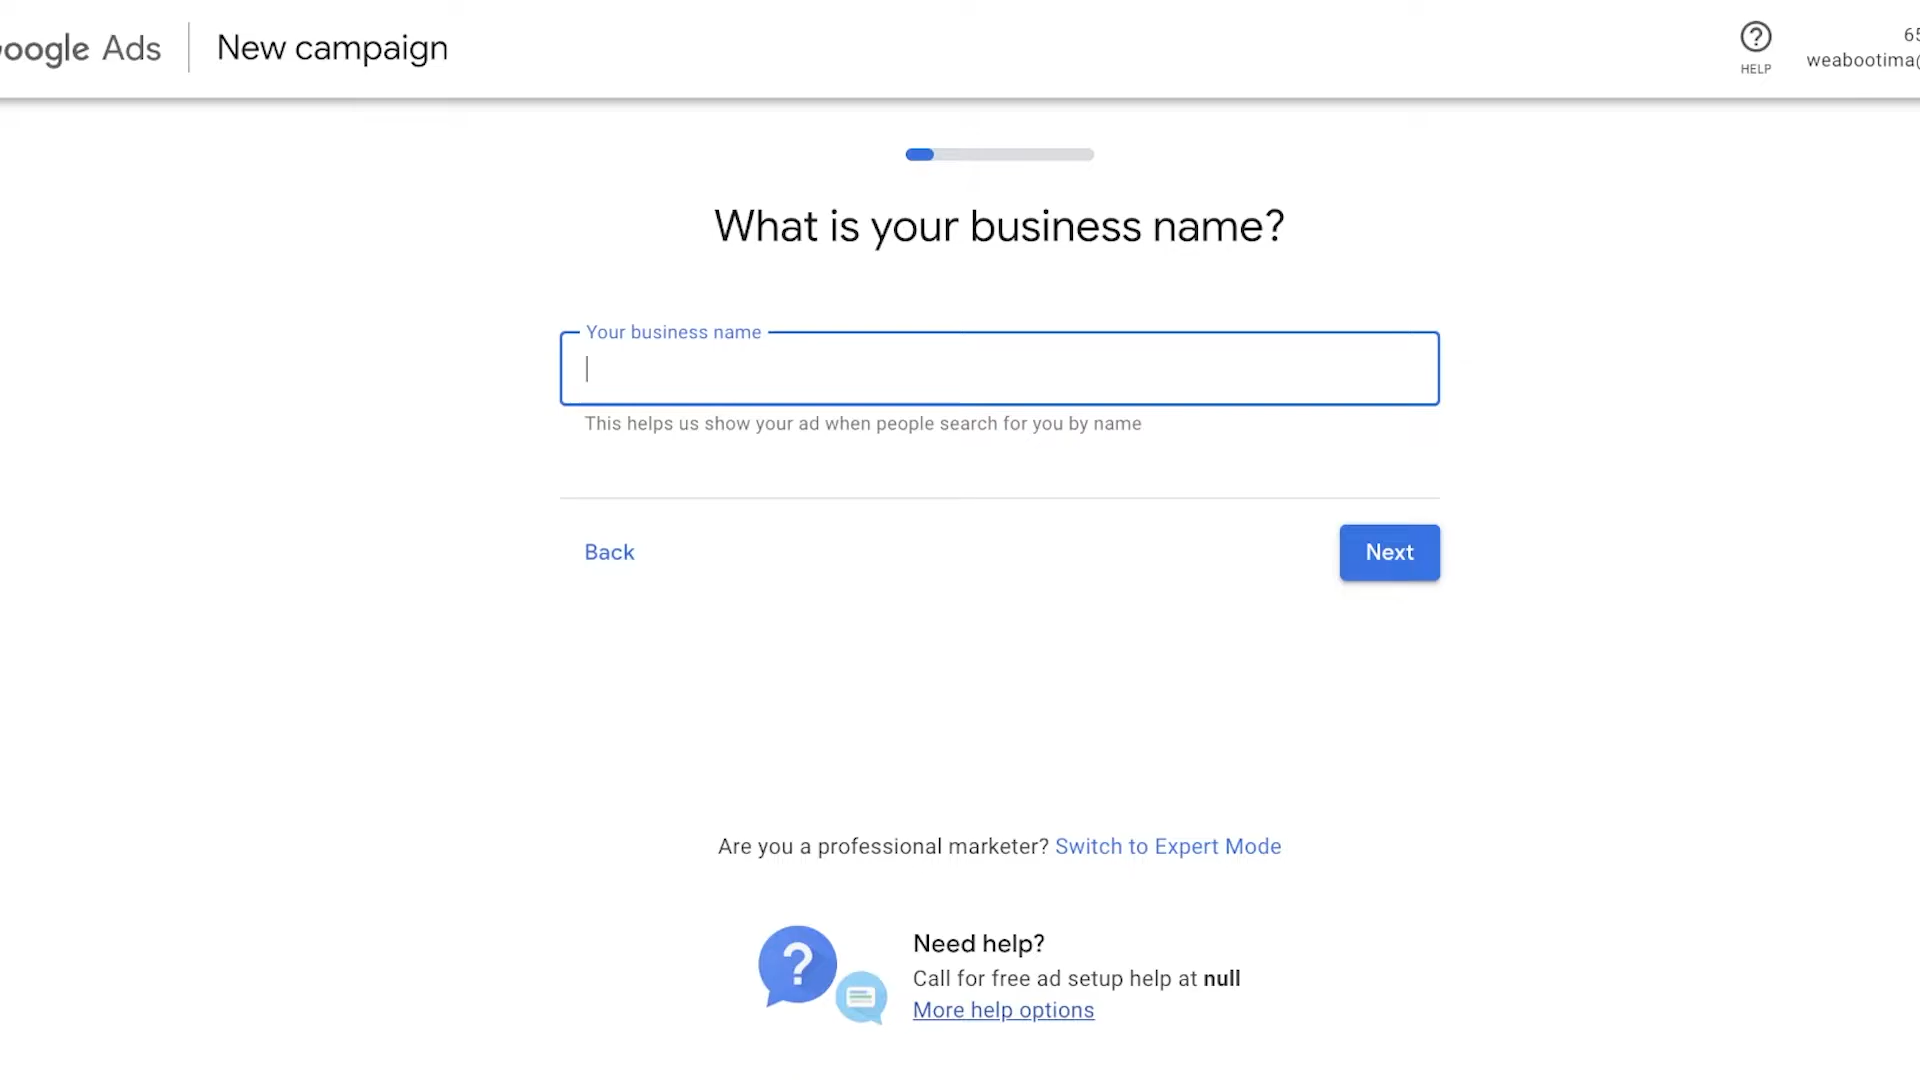 oogle Ads
New campaign
HELP
65
weabootima
What is your business name?
Your business name
This helps us show your ad when people search for you by name
Back
Next
Are you a professional marketer? Switch to Expert Mode
?
Need help?
Call for free ad setup help at null
More help options